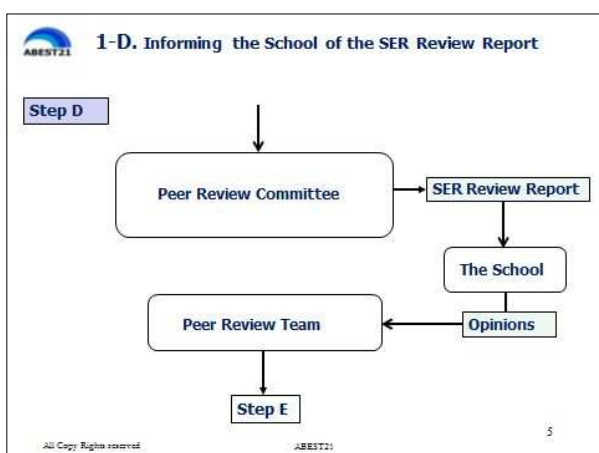 ABEST21
1-D. Informing the School of the SER Review Report
Step D
Peer Review Committee
SER Review Report
The School
Peer Review Team
Opinions
Step E
5
All Copy Rights reserved
ABEST21